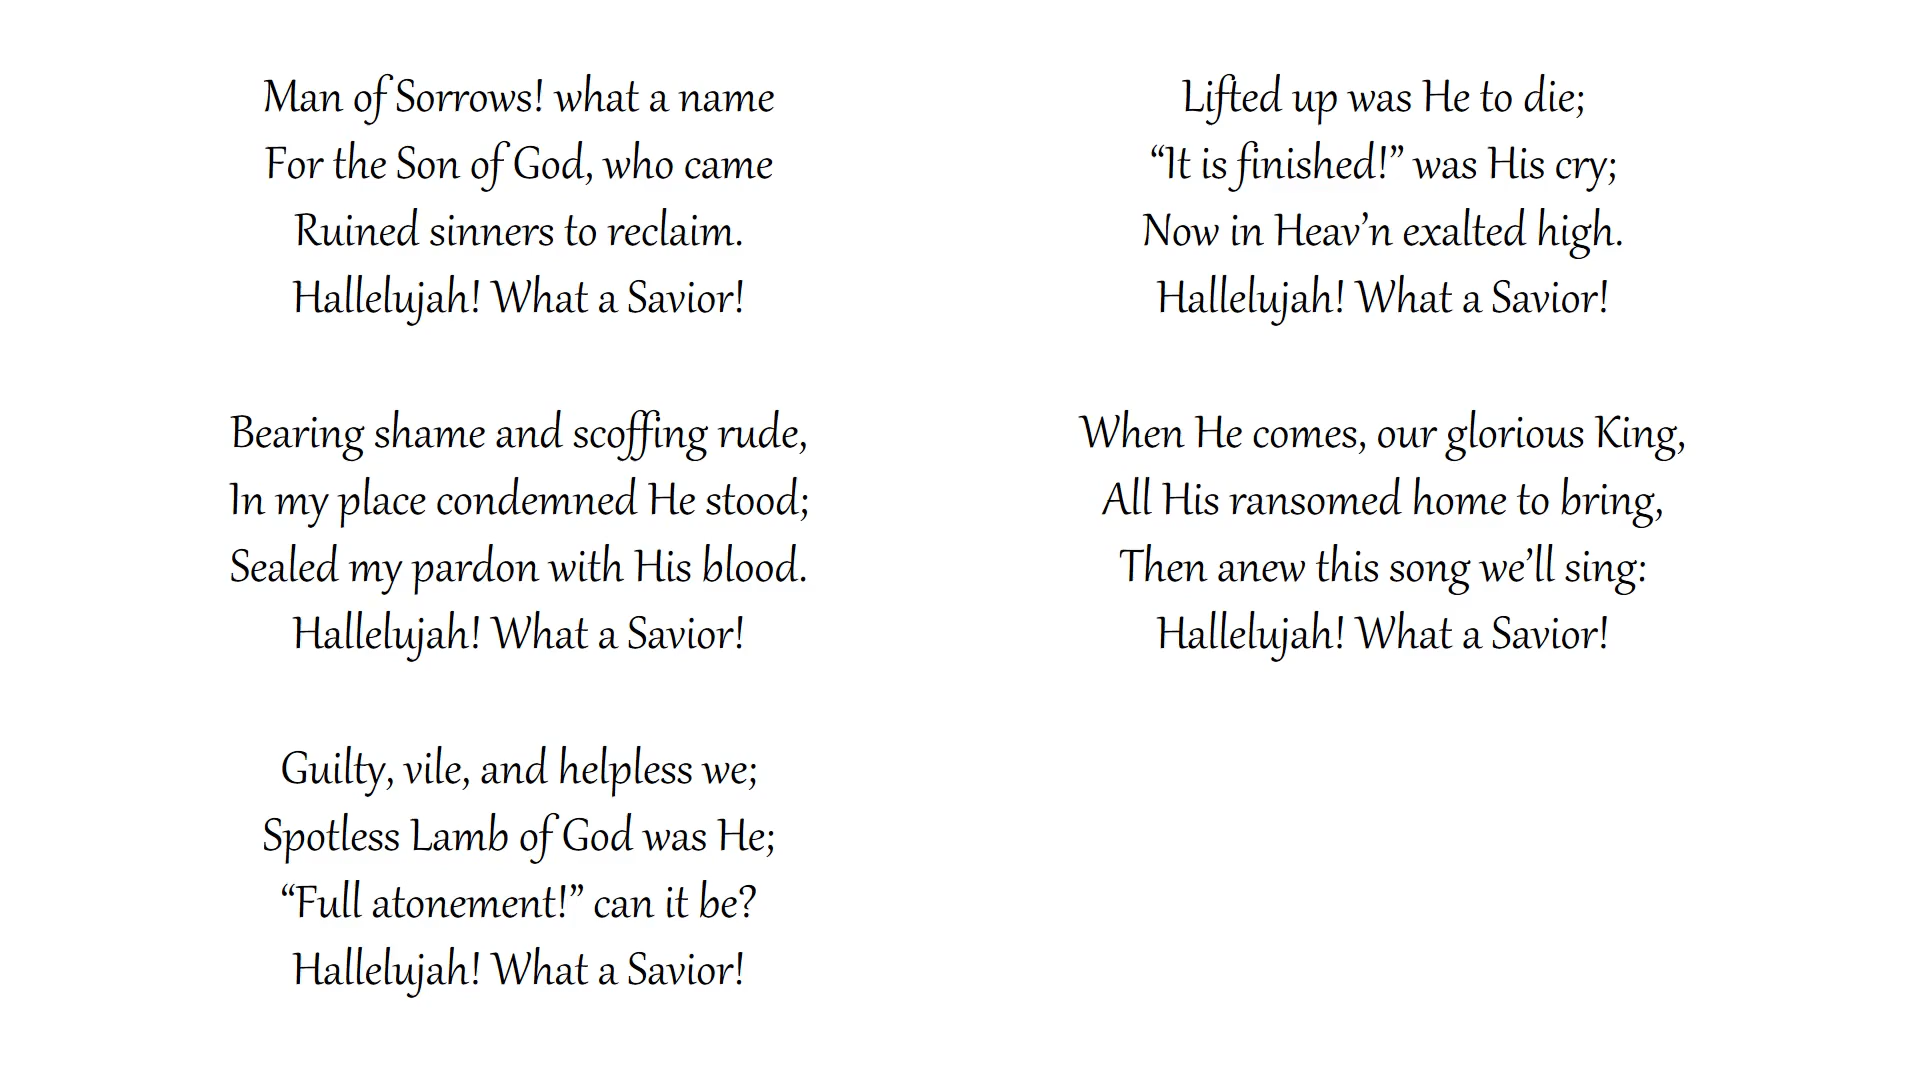 Man of Sorrows! what a name
For the Son of God, who came
Ruined sinners to reclaim.
Hallelujah! What a Savior!

Bearing shame and scoffing rude,
In my place condemned He stood;
Sealed my pardon with His blood.
Hallelujah! What a Savior!

Guilty, vile, and helpless we;
Spotless Lamb of God was He;
“Full atonement!” can it be?
Hallelujah! What a Savior!

Lifted up was He to die;
“It is finished!” was His cry;
Now in Heav’n exalted high.
Hallelujah! What a Savior!

When He comes, our glorious King,
All His ransomed home to bring,
Then anew this song we’ll sing:
Hallelujah! What a Savior!